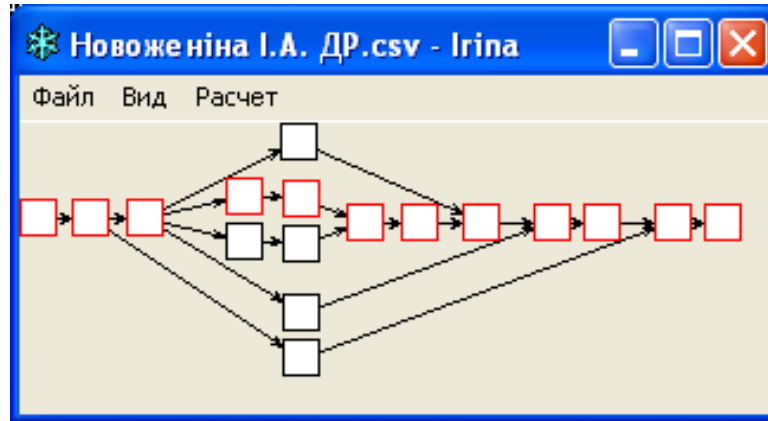 Новоженіна І.А. ДР.csv - Irina
Файл Вид Расчет